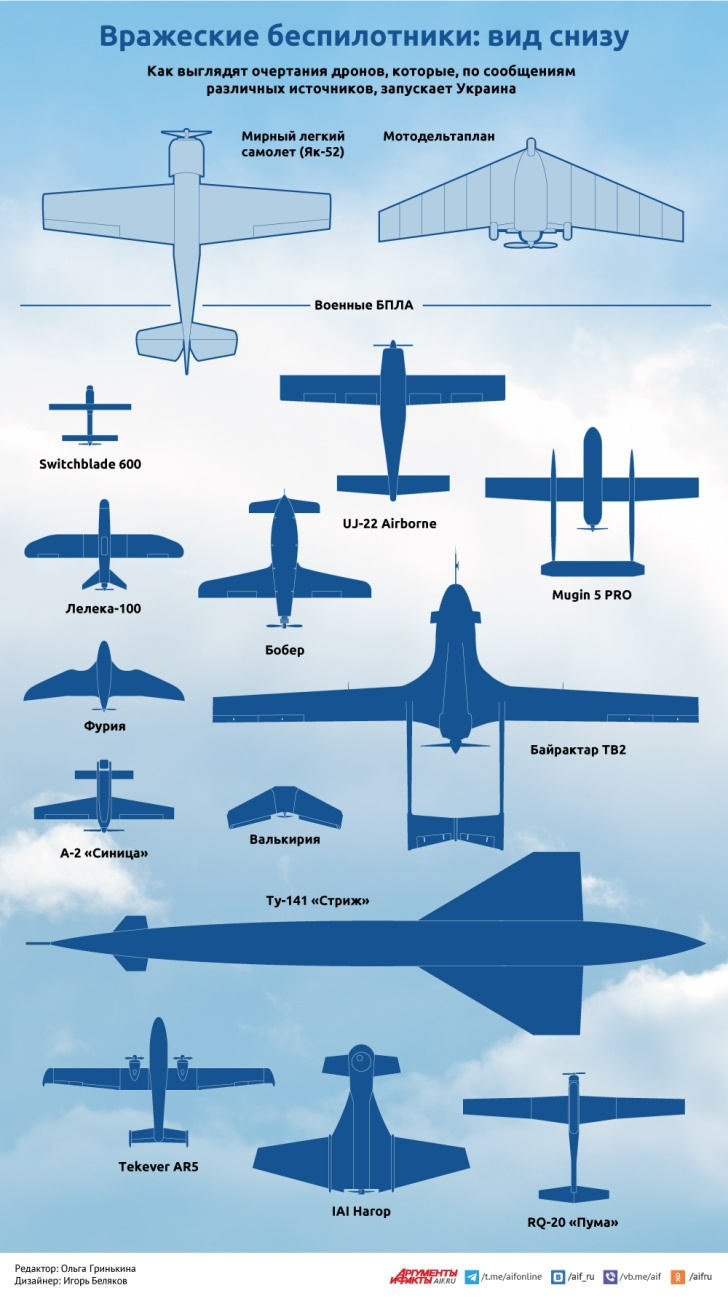 Вражеские беспилотники: вид снизу
Как выглядят очертания дронов, которые, по сообщениям
различных источников, запускает Украина
Мирный легкий
самолет (Як-52)
Мотодельтаплан
Военные БПЛА
Switchblade 600
UJ-22 Airborne
Mugin 5 PRO
Лелека-100
Бобер
Фурия
Байрактар ТВ2
А-2 «Синица»
Валькирия
Ту-141 «Стриж»
Tekever AR5
IAI Harop
RQ-20 «Пума»
Редактор: Ольга Гринькина
Дизайнер: Игорь Беляков
АРГУМЕНТЫ
И ФАКТЫ AIF.RU
/t.me/aifonline
/aif_ru
/vb.me/aif
/aifru